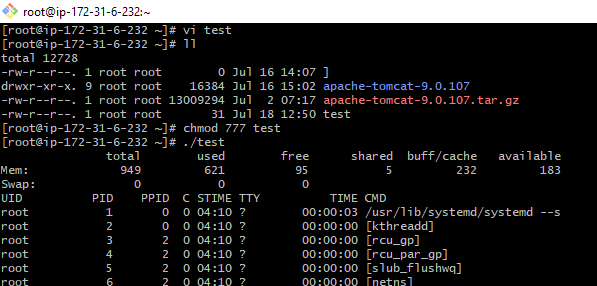 root@ip-172-31-6-232:~
[root@ip-172-31-6-232 ~]# vi test
[root@ip-172-31-6-232 ~]# ll
total 12728
-rw-r--r--. 1 root root        0 Jul 16 14:07 ]
drwxr-xr-x. 9 root root    16384 Jul 16 15:02 apache-tomcat-9.0.107
-rw-r--r--. 1 root root 13009294 Jul  2 07:17 apache-tomcat-9.0.107.tar.gz
-rw-r--r--. 1 root root       31 Jul 18 12:50 test
[root@ip-172-31-6-232 ~]# chmod 777 test
[root@ip-172-31-6-232 ~]# ./test
total used free shared buff/cache available
Mem: 949 621 95 5 232 183
Swap: 0 0 0
UID PID PPID C STIME TTY TIME CMD
root 1 0 0 04:10 ? 00:00:03 /usr/lib/systemd/systemd --s
root 2 0 0 04:10 ? 00:00:00 [kthreadd]
root 3 2 0 04:10 ? 00:00:00 [rcu_gp]
root 4 2 0 04:10 ? 00:00:00 [rcu_par_gp]
root 5 2 0 04:10 ? 00:00:00 [slub_flushwq]
root 6 2 0 04:10 ? 00:00:00 [netns]